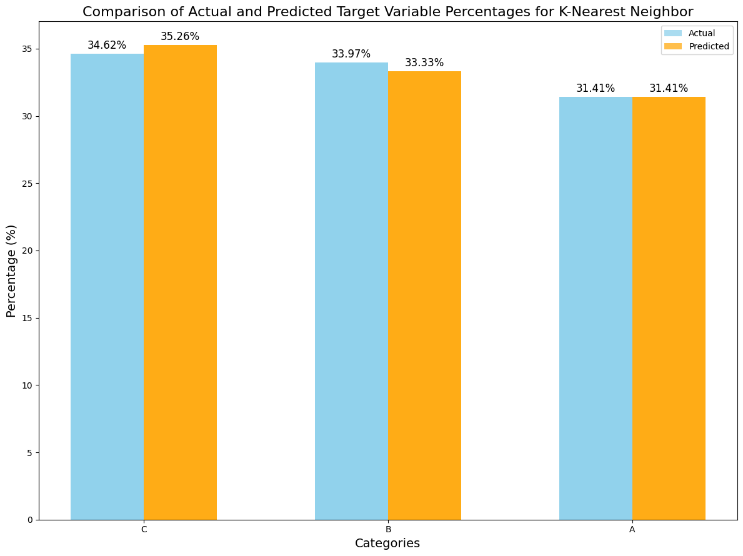 Comparison of Actual and Predicted Target Variable Percentages for K-Nearest Neighbor
Actual
Predicted
34.62%
35.26%
33.97%
33.33%
31.41%
31.41%
Percentage (%)
35
30
25
20
15
10
5
0
C
B
A
Categories